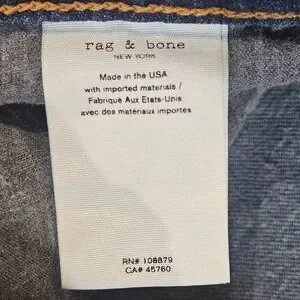 rag & bone
NEW YORK
Made in the USA
with imported materials /
Fabriqué Aux Etats-Unis
avec des matériaux importés
RN# 108879
CA# 45760